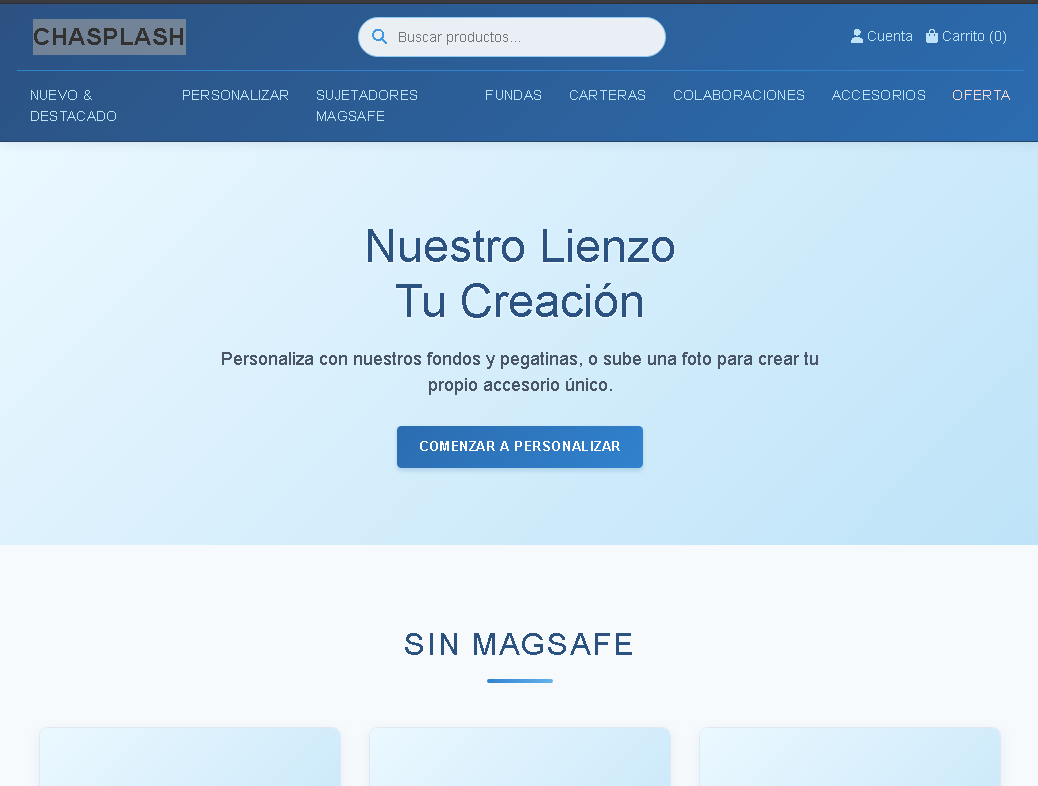 CHASPLASH
Buscar productos...
Cuenta
Carrito (0)
NUEVO &
DESTACADO
PERSONALIZAR
SUJETADORES
MAGSAFE
FUNDAS
CARTERAS
COLABORACIONES
ACCESORIOS
OFERTA
Nuestro Lienzo
Tu Creación
Personaliza con nuestros fondos y pegatinas, o sube una foto para crear tu
propio accesorio único.
COMENZAR A PERSONALIZAR
SIN MAGSAFE